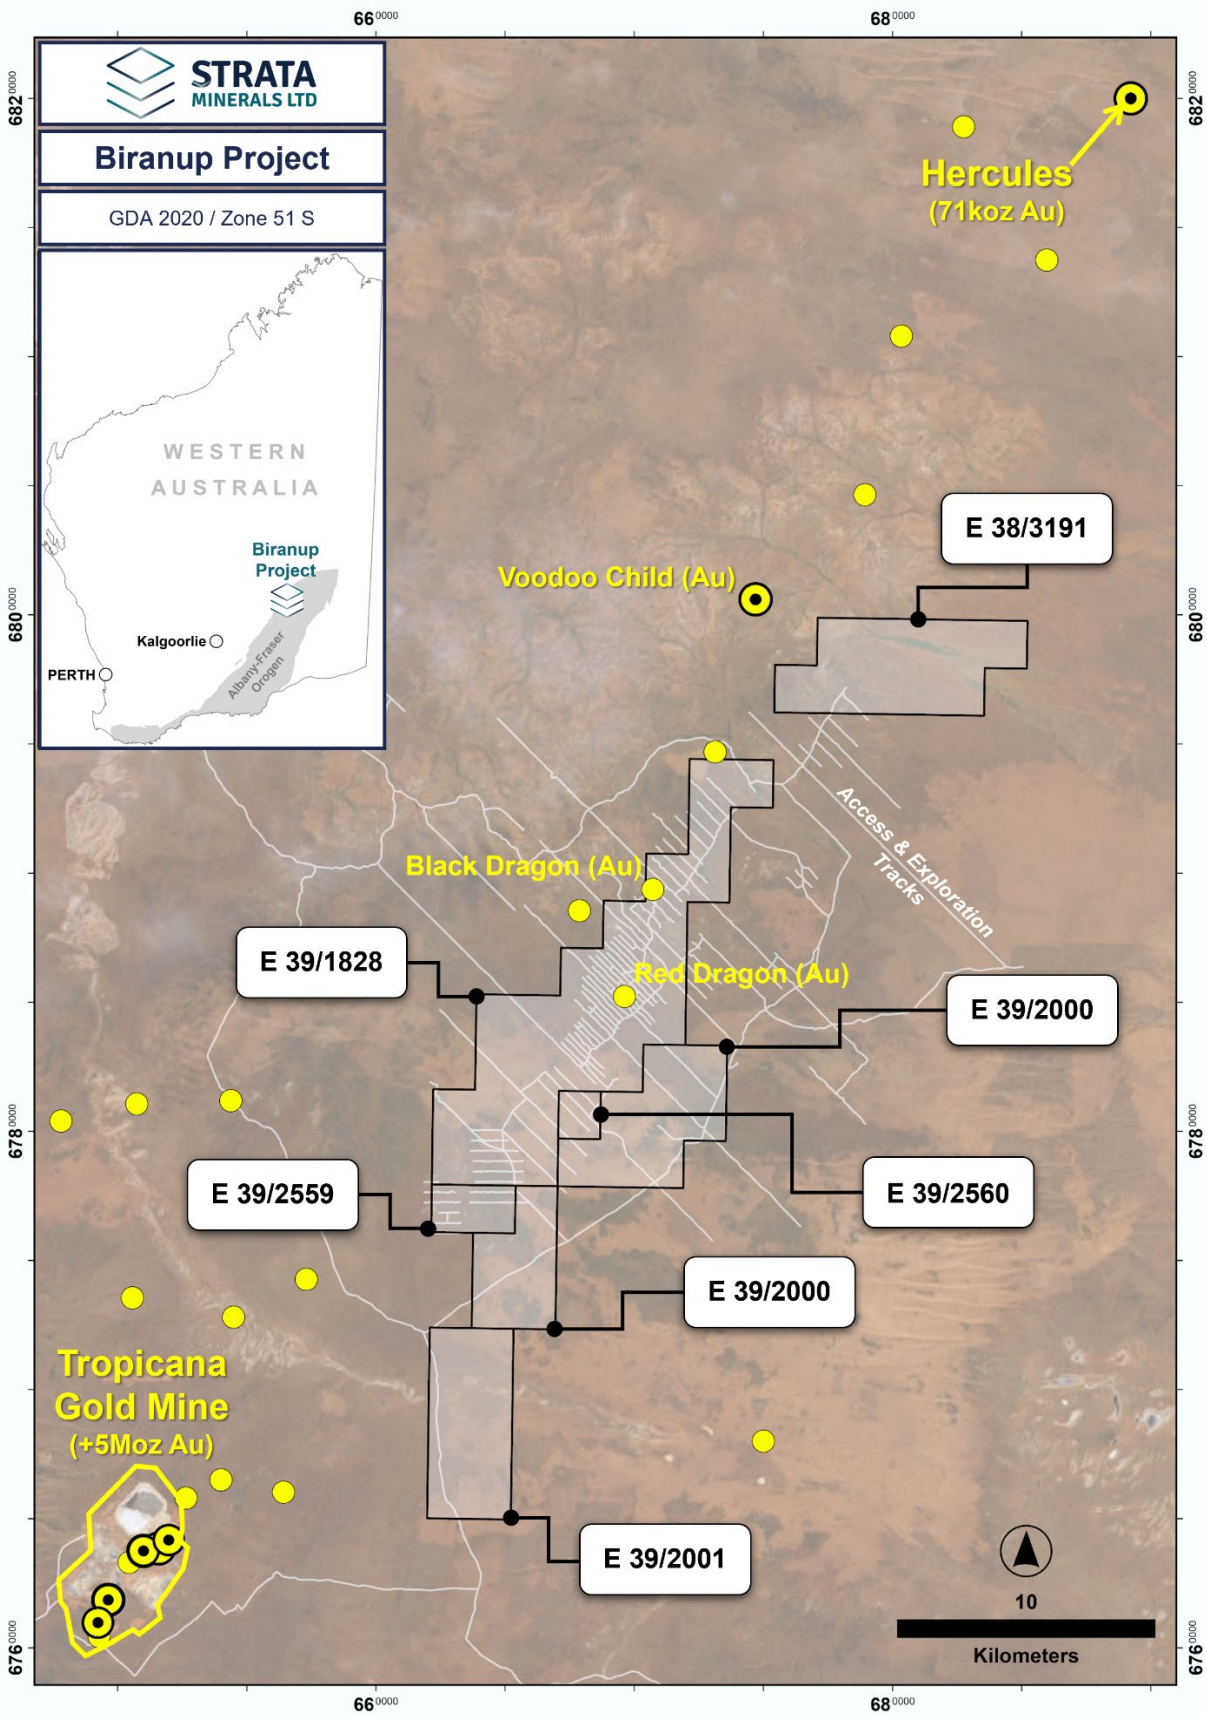 66⁰⁰⁰⁰
68⁰⁰⁰⁰
STRATA
MINERALS LTD
Biranup Project
GDA 2020 / Zone 51 S
682⁰⁰⁰⁰
682⁰⁰⁰⁰
Hercules
(71koz Au)
WESTERN
AUSTRALIA
Biranup
Project
Kalgoorlie
PERTH
Albany-Fraser
Orogen
E 38/3191
Voodoo Child (Au)
680⁰⁰⁰⁰
680⁰⁰⁰⁰
Access & Exploration
Tracks
Black Dragon (Au)
E 39/1828
Red Dragon (Au)
E 39/2000
678⁰⁰⁰⁰
678⁰⁰⁰⁰
E 39/2559
E 39/2560
E 39/2000
Tropicana
Gold Mine
(+5Moz Au)
E 39/2001
10
Kilometers
676⁰⁰⁰⁰
676⁰⁰⁰⁰
66⁰⁰⁰⁰
68⁰⁰⁰⁰